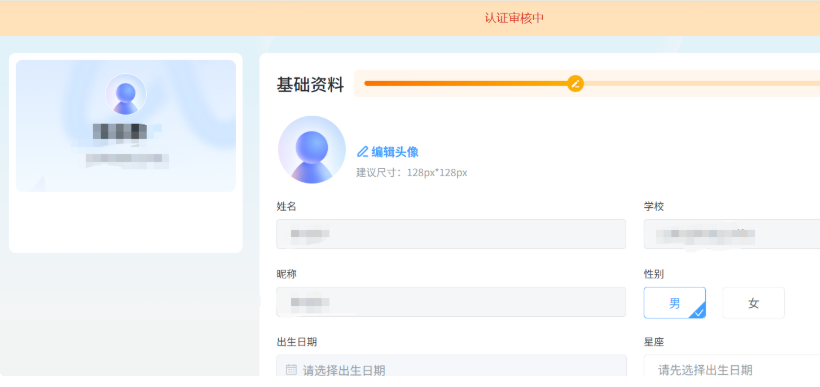 认证审核中
基础资料
编辑头像
建议尺寸：128px*128px
姓名
学校
昵称
性别
男
女
出生日期
星座
请选择出生日期
请先选择出生日期